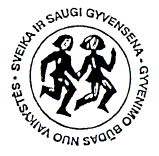 SVEIKA IR SAUGI GYVENSENA - GYVENIMO BŪDAS NUO VAIKYSTĖS •